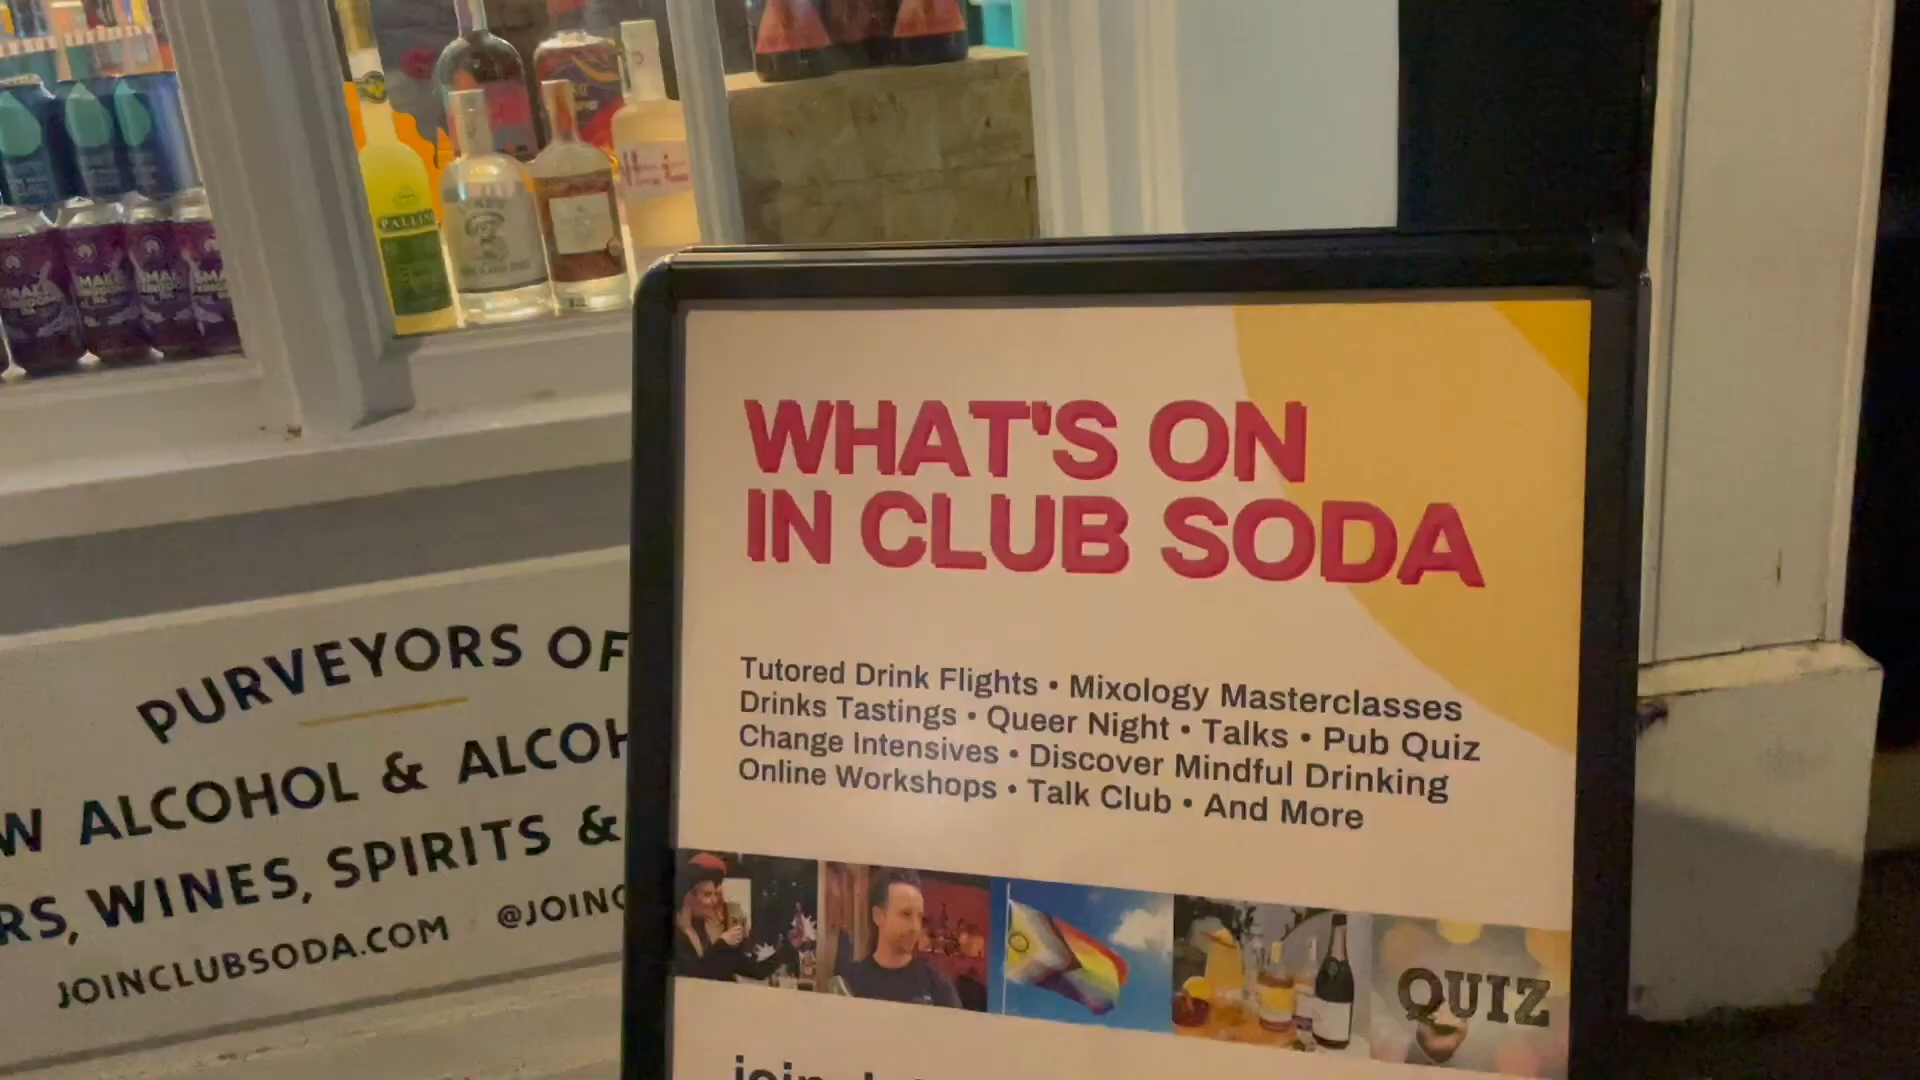 PALLIN
SMALL
WHAT'S ON
IN CLUB SODA
Tutored Drink Flights • Mixology Masterclasses
Drinks Tastings • Queer Night • Talks • Pub Quiz
Change Intensives • Discover Mindful Drinking
Online Workshops • Talk Club • And More
QUIZ
PURVEYORS OF
W ALCOHOL & ALCOH
RS, WINES, SPIRITS &
JOINCLUBSODA.COM @JOINC